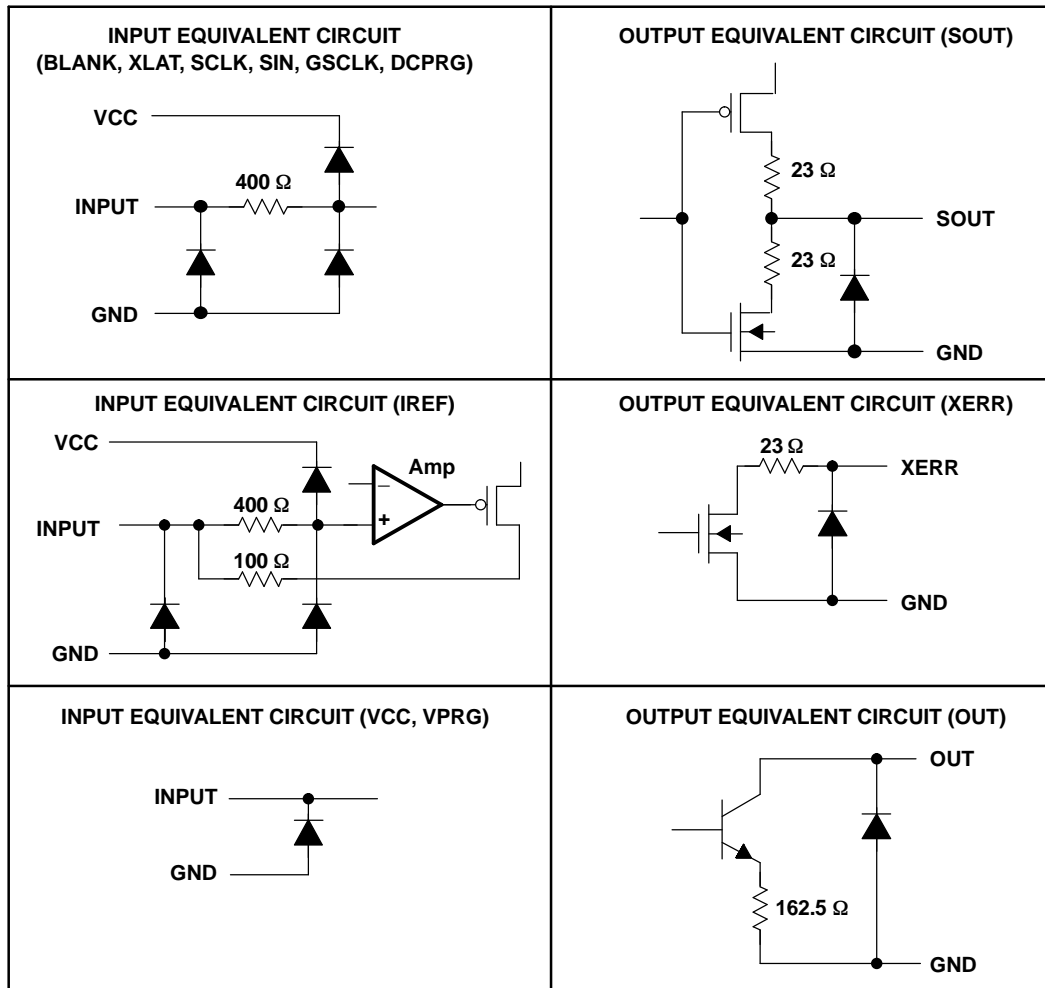 INPUT EQUIVALENT CIRCUIT
(BLANK, XLAT, SCLK, SIN, GSCLK, DCPRG)
VCC
400 Ω
INPUT
GND
OUTPUT EQUIVALENT CIRCUIT (SOUT)
23 Ω
SOUT
23 Ω
GND
INPUT EQUIVALENT CIRCUIT (IREF)
VCC
Amp
−
400 Ω
INPUT
+
100 Ω
GND
OUTPUT EQUIVALENT CIRCUIT (XERR)
23 Ω
XERR
GND
INPUT EQUIVALENT CIRCUIT (VCC, VPRG)
INPUT
GND
OUTPUT EQUIVALENT CIRCUIT (OUT)
OUT
162.5 Ω
GND